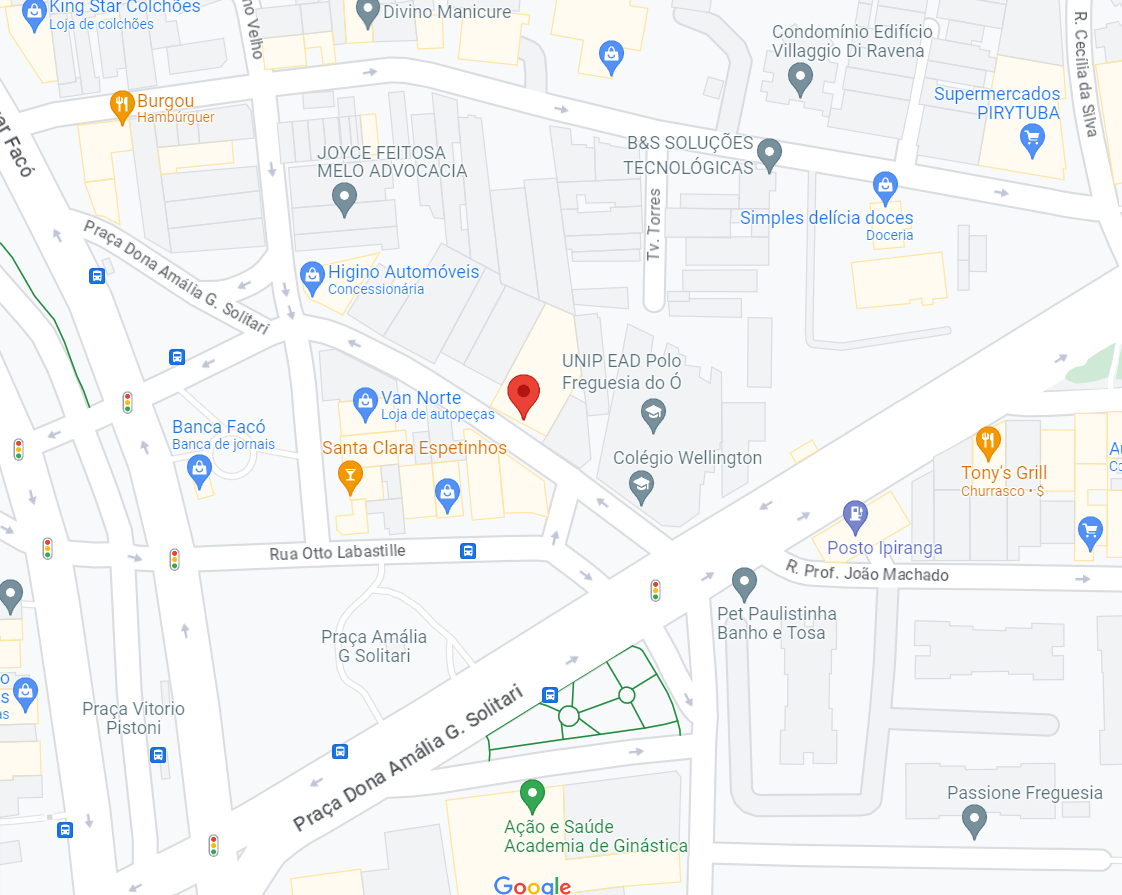 King Star Colchões
Loja de colchões
Divino Manicure
Condomínio Edifício
Villaggio Di Ravena
R. Cecília da Silva
Burgou
Hambúrguer
Supermercados
PIRYTUBA
B&S SOLUÇÕES
TECNOLÓGICAS
JOYCE FEITOSA
MELO ADVOCACIA
Simples delícia doces
Doceria
Tv. Torres
Praça Dona Amália G. Solitari
Higino Automóveis
Concessionária
UNIP EAD Polo
Freguesia do Ó
Van Norte
Loja de autopeças
Banca Facó
Banca de jornais
Santa Clara Espetinhos
Colégio Wellington
Tony's Grill
Churrasco • $
Posto Ipiranga
Rua Otto Labastille
R. Prof. João Machado
Pet Paulistinha
Banho e Tosa
Praça Amália
G Solitari
Praça Vitorio
Pistoni
Praça Dona Amália G. Solitari
Passione Freguesia
Ação e Saúde
Academia de Ginástica
Google